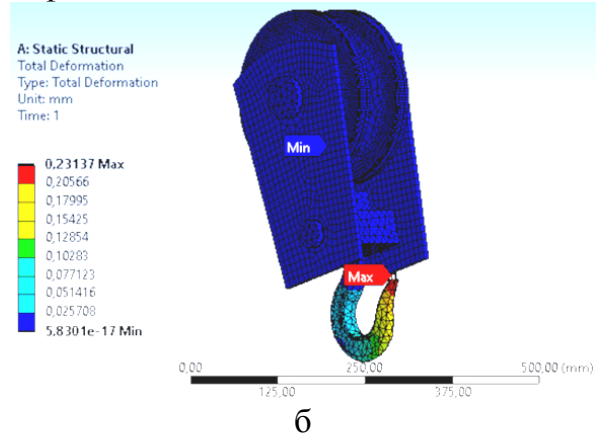 A: Static Structural
Total Deformation
Type: Total Deformation
Unit: mm
Time: 1
0,23137 Max
0,20566
0,17995
0,15425
0,12854
0,10283
0,077123
0,051416
0,025708
5.8301e-17 Min
Min
Max
0,00 250,00 500,00 (mm)
125,00 375,00
б